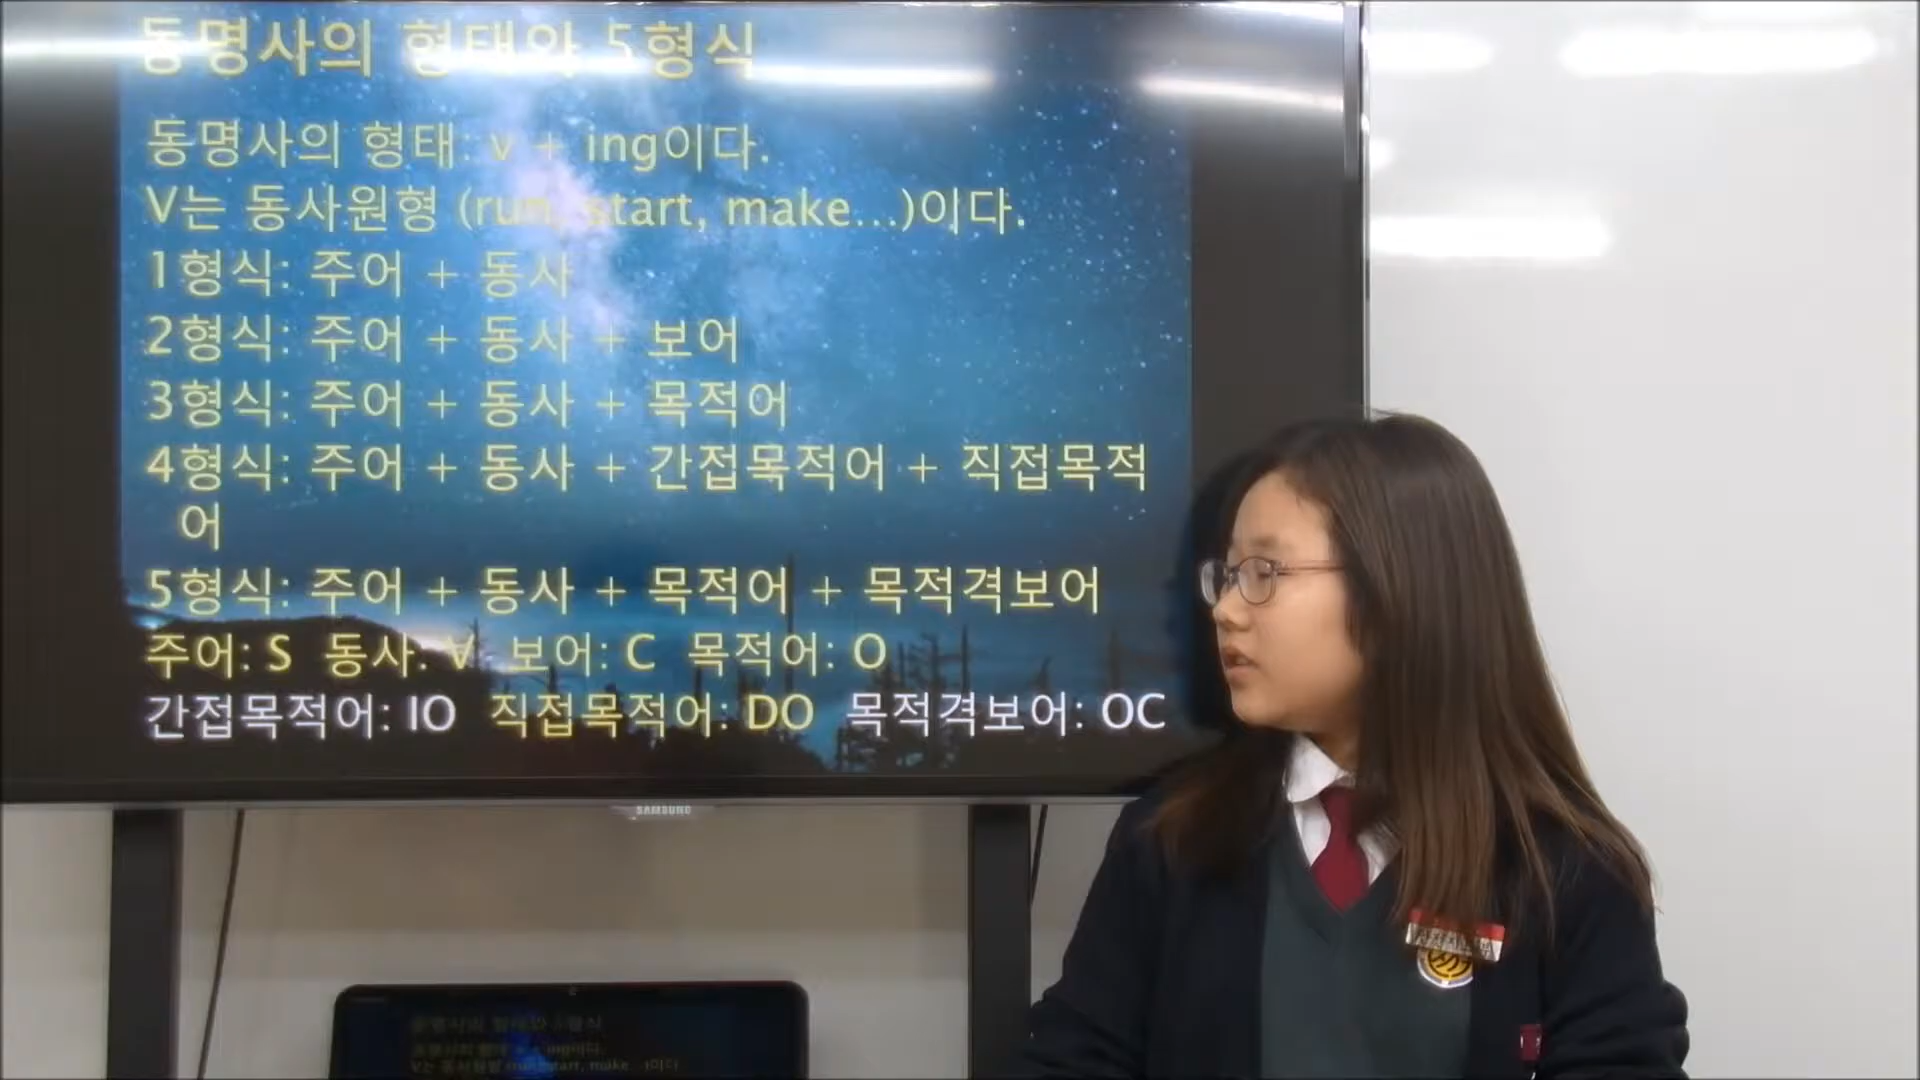 동명사의 형태와 5형식
동명사의 형태: v + ing이다.
V는 동사원형 (run, start, make...)이다.
1형식: 주어 + 동사
2형식: 주어 + 동사 + 보어
3형식: 주어 + 동사 + 목적어
4형식: 주어 + 동사 + 간접목적어 + 직접목적
어
5형식: 주어 + 동사 + 목적어 + 목적격보어
주어: S 동사: V 보어: C 목적어: O
간접목적어: IO 직접목적어: DO 목적격보어: OC
SAMSUNG